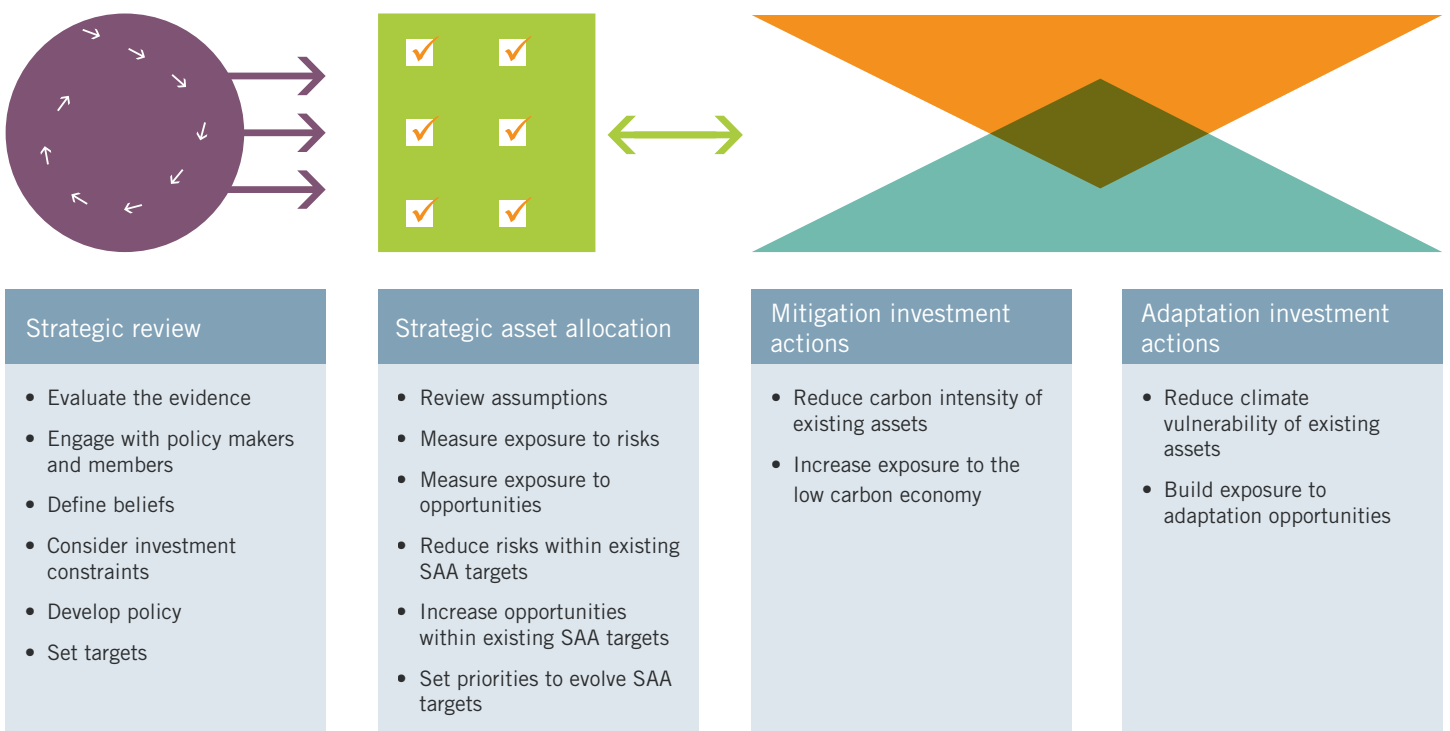 Strategic review
• Evaluate the evidence
• Engage with policy makers
and members
• Define beliefs
• Consider investment
constraints
• Develop policy
• Set targets
Strategic asset allocation
• Review assumptions
• Measure exposure to risks
• Measure exposure to
opportunities
• Reduce risks within existing
SAA targets
• Increase opportunities
within existing SAA targets
• Set priorities to evolve SAA
targets
Mitigation investment
actions
• Reduce carbon intensity of
existing assets
• Increase exposure to the
low carbon economy
Adaptation investment
actions
• Reduce climate
vulnerability of existing
assets
• Build exposure to
adaptation opportunities